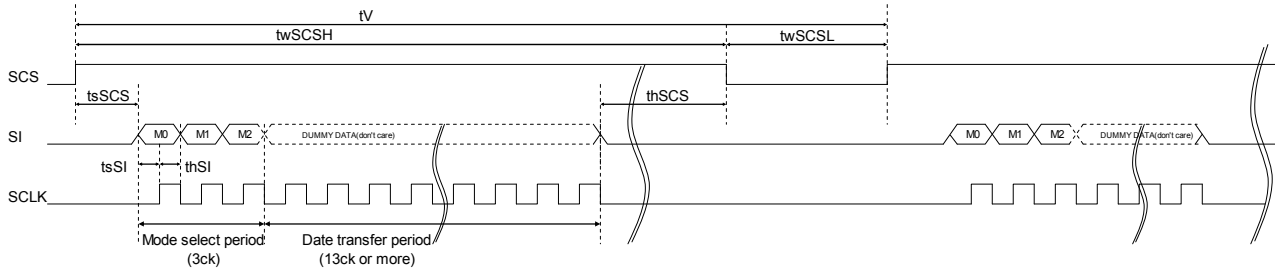 tV
twSCSH
twSCSL
SCS
tsSCS
thSCS
SI
M0
M1
M2
DUMMY DATA(don't care)
M0
M1
M2
DUMMY DATA(don't care)
tsSI
thSI
SCLK
Mode select period
(3ck)
Date transfer period
(13ck or more)